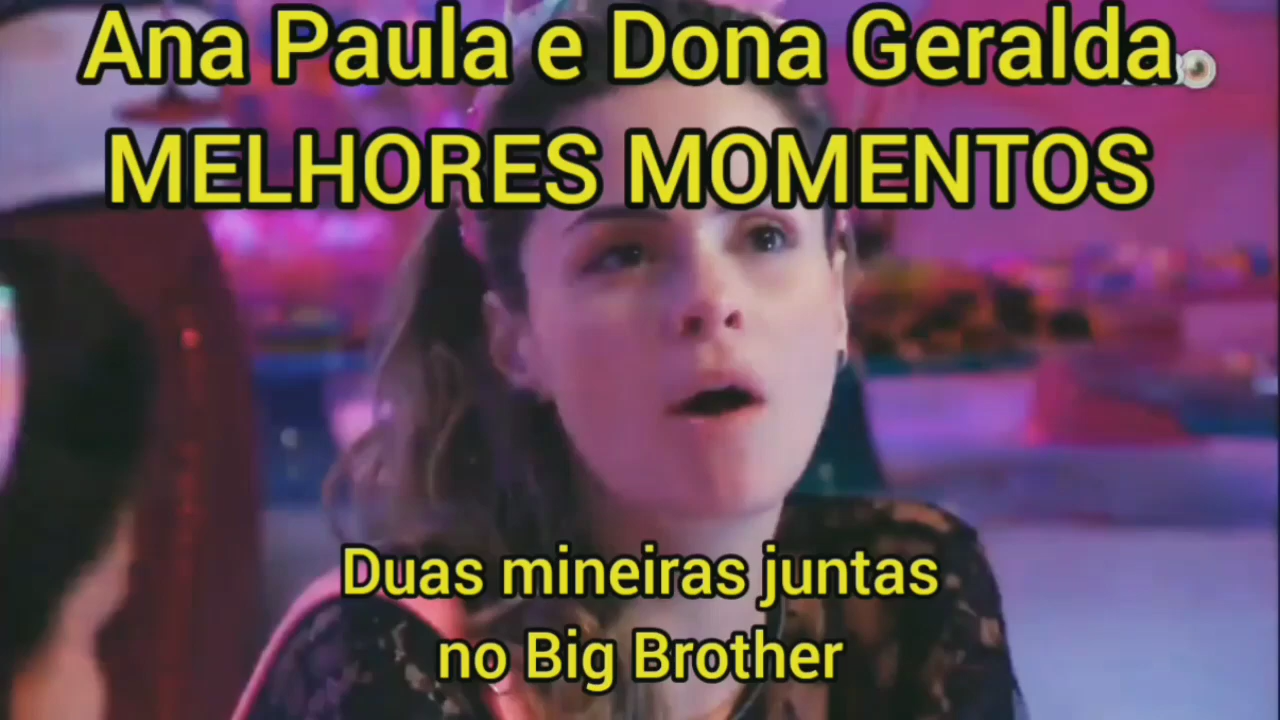 Ana Paula e Dona Geralda
MELHORES MOMENTOS
Duas mineiras juntas
no Big Brother